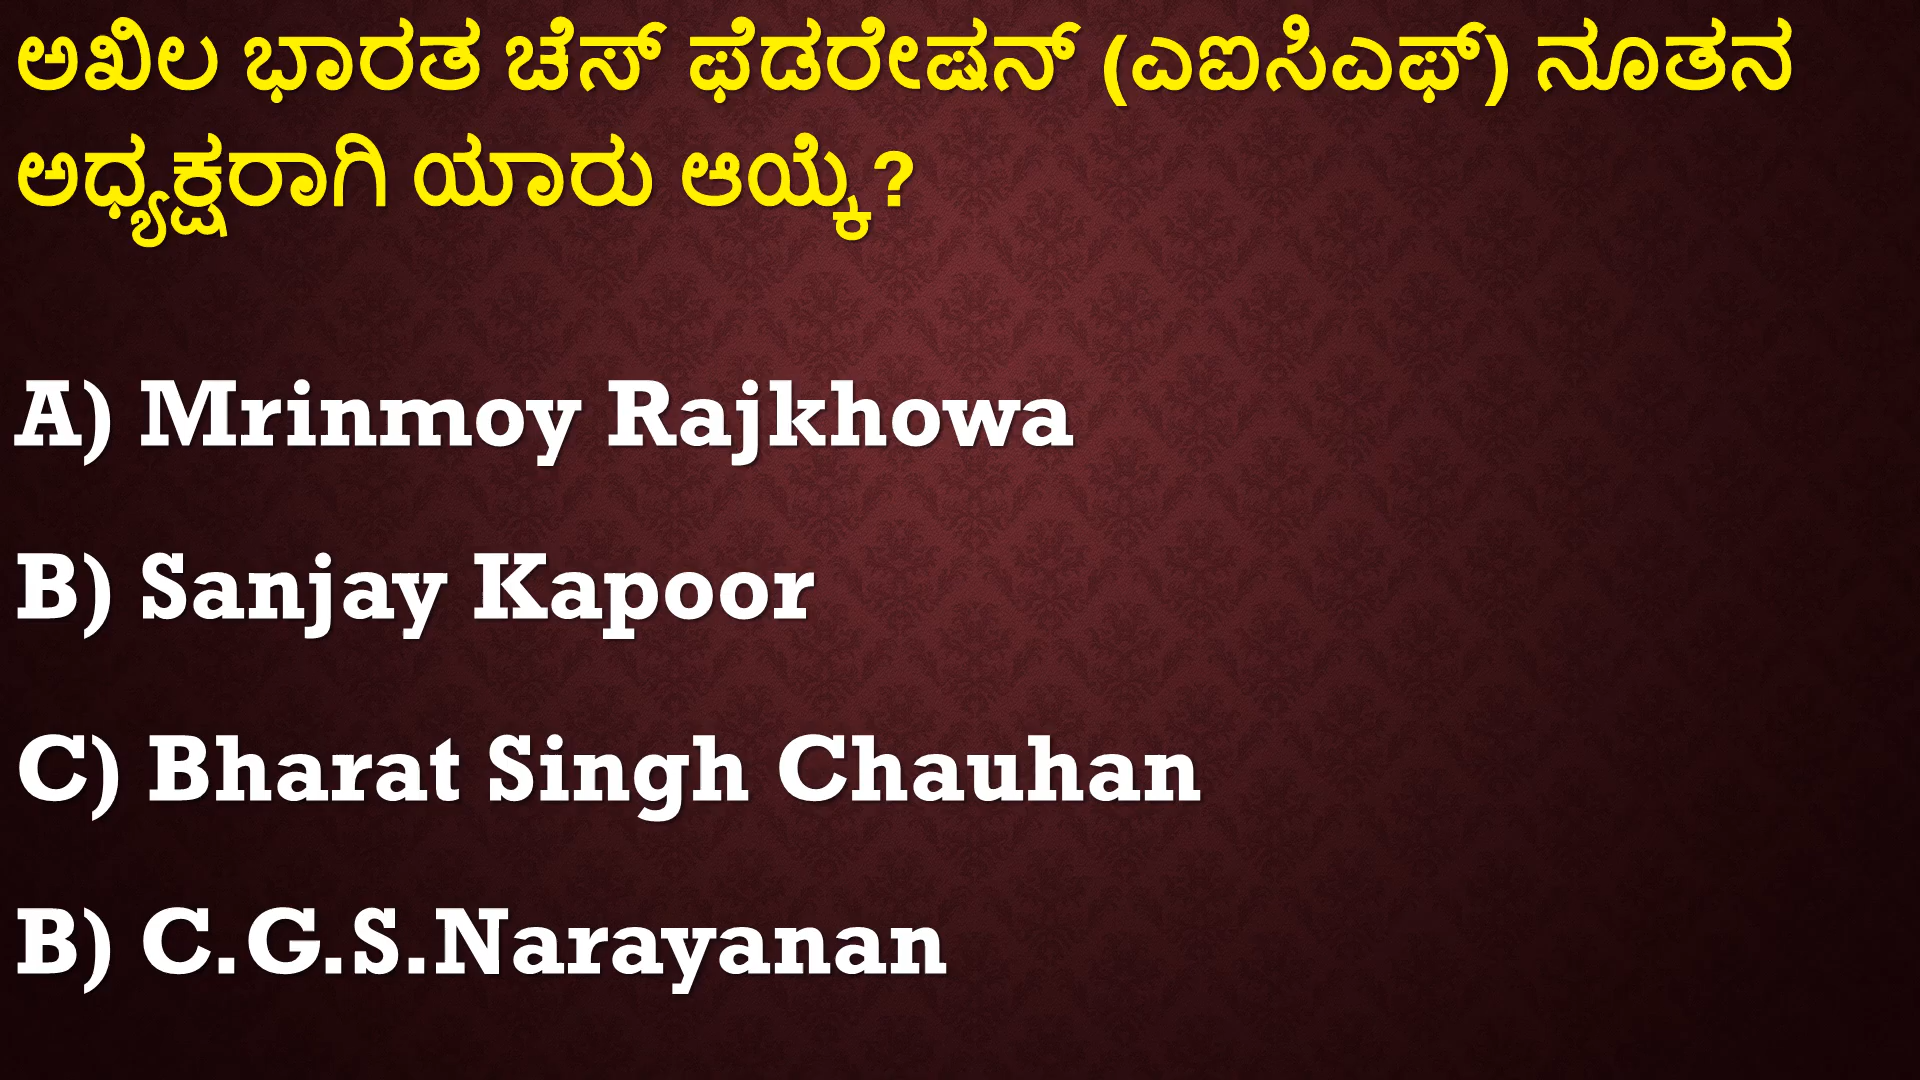 ಅಖಿಲ ಭಾರತ ಚೆಸ್ ಫೆಡರೇಷನ್ (ಎಐಸಿಎಫ್) ನೂತನ
ಅಧ್ಯಕ್ಷರಾಗಿ ಯಾರು ಆಯ್ಕೆ?
A) Mrinmoy Rajkhowa
B) Sanjay Kapoor
C) Bharat Singh Chauhan
B) C.G.S.Narayanan